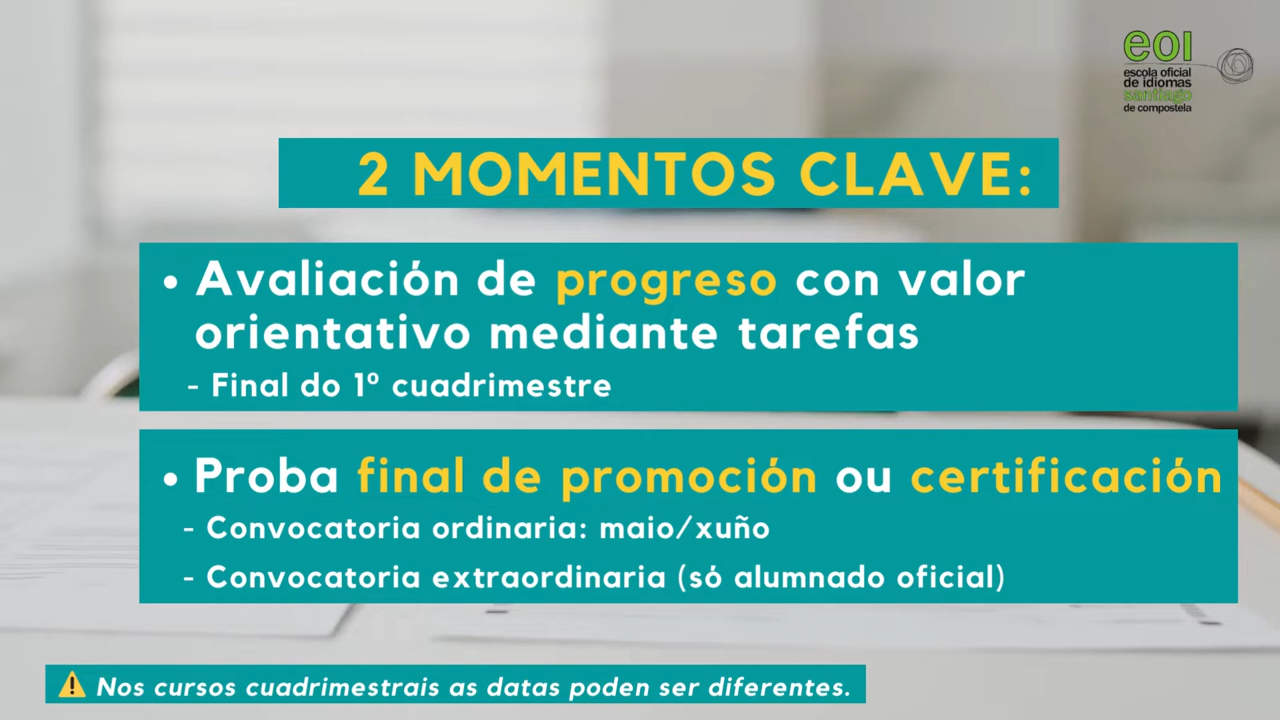 eoi
escola oficial
de idiomas
santiago
de compostela
2 MOMENTOS CLAVE:
• Avaliación de progreso con valor
orientativo mediante tarefas
- Final do 1º cuadrimestre
• Proba final de promoción ou certificación
- Convocatoria ordinaria: maio/xuño
- Convocatoria extraordinaria (só alumnado oficial)
⚠️ Nos cursos cuadrimestrais as datas poden ser diferentes.